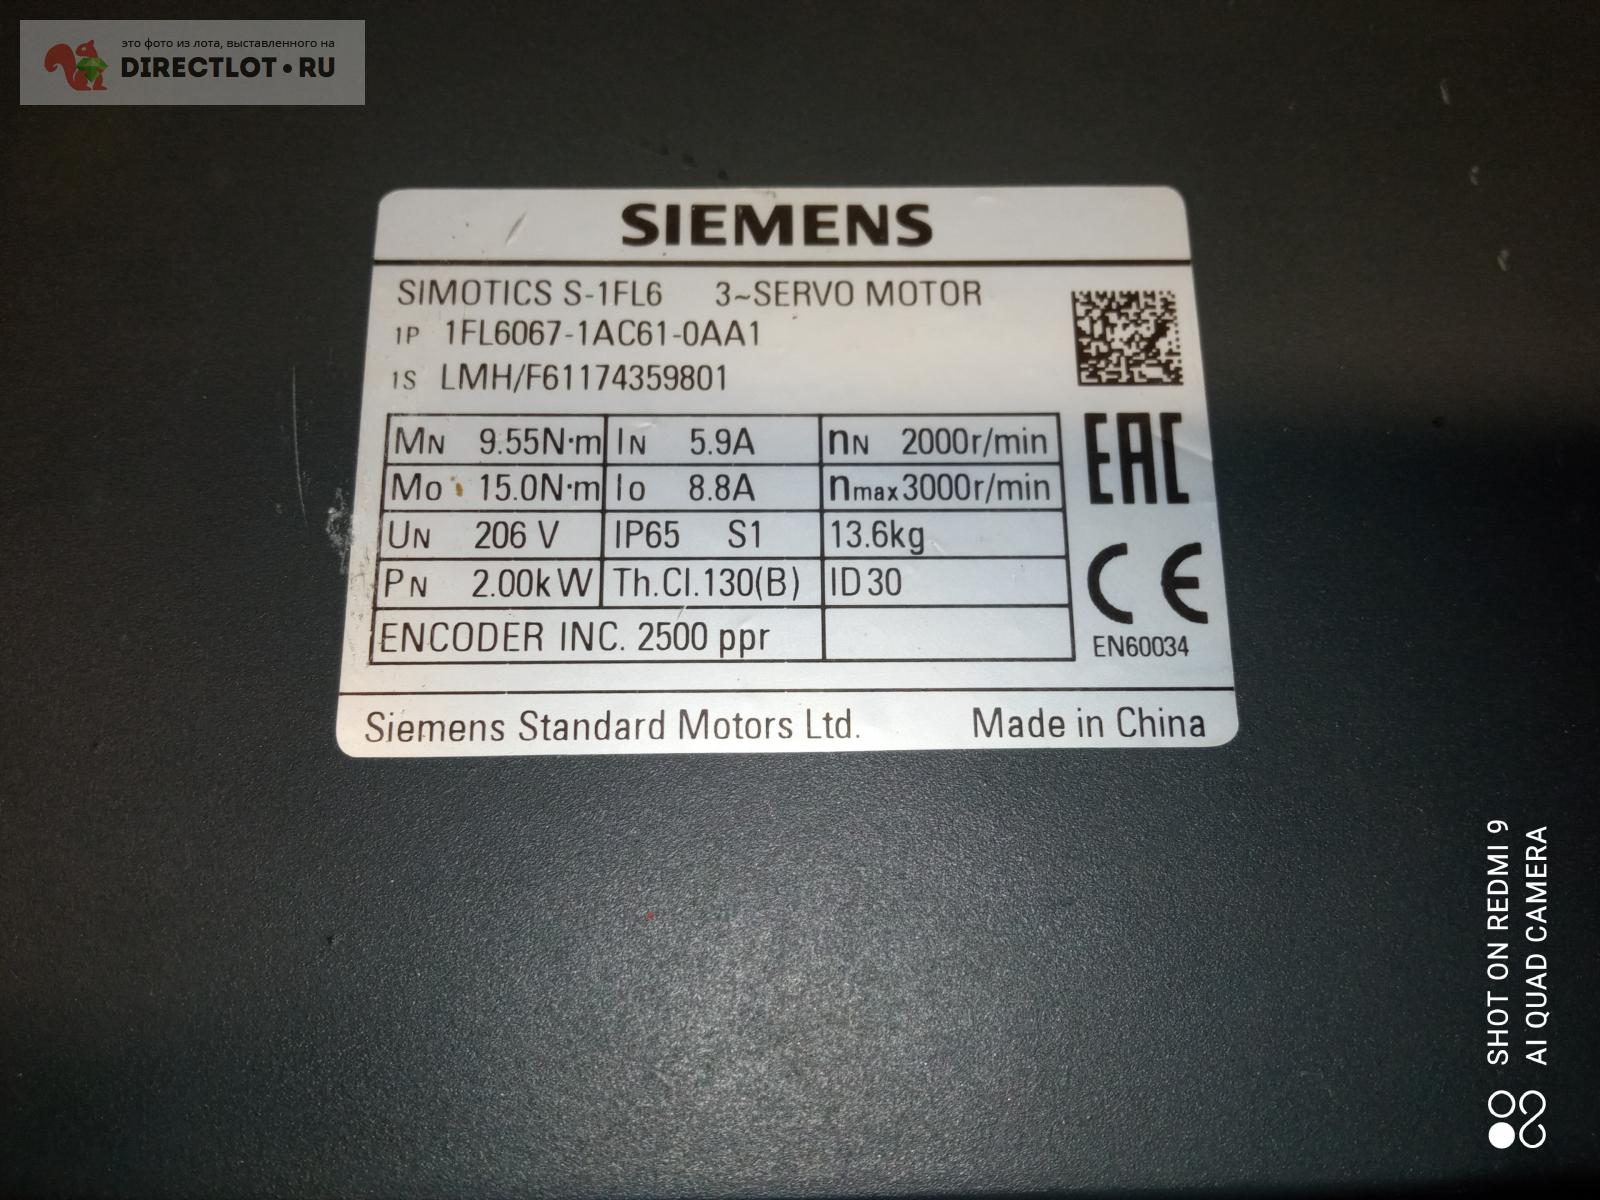 это фото из лота, выставленного на
DIRECTLOT•RU
SIEMENS
SIMOTICS S-1FL6 3~SERVO MOTOR
1P 1FL6067-1AC61-0AA1
1S LMH/F61174359801
MN 9.55N·m IN 5.9A nN 2000r/min
Mo 15.0N·m Io 8.8A nmax 3000r/min
UN 206 V IP65 S1 13.6kg
PN 2.00kW Th.Cl.130(B) ID30
ENCODER INC. 2500 ppr
EAC
CE
EN60034
Siemens Standard Motors Ltd. Made in China
SHOT ON REDMI 9
AI QUAD CAMERA